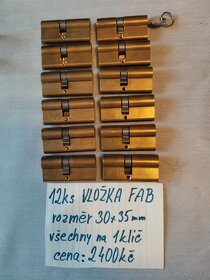 12ks VLOŽKA FAB
rozměr 30x35mm
všechny na 1klíč
cena: 2400kč